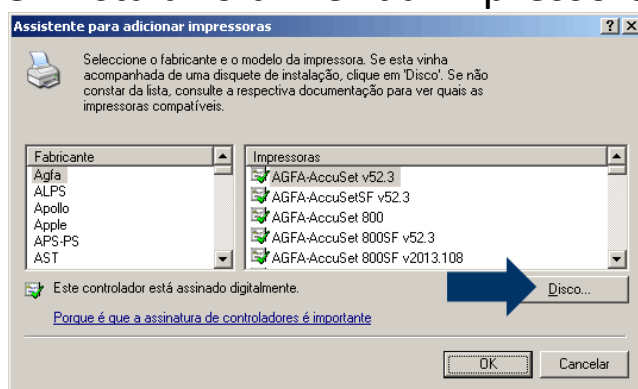 Assistente para adicionar impressoras
Seleccione o fabricante e o modelo da impressora. Se esta vinha
acompanhada de uma disquete de instalação, clique em 'Disco'. Se não
constar da lista, consulte a respectiva documentação para ver quais as
impressoras compatíveis.
Fabricante
Agfa
ALPS
Apollo
Apple
APS-PS
AST
Impressoras
AGFA-AccuSet v52.3
AGFA-AccuSetSF v52.3
AGFA-AccuSet 800
AGFA-AccuSet 800SF v52.3
AGFA-AccuSet 800SF v2013.108
Este controlador está assinado digitalmente.
Disco...
Porque é que a assinatura de controladores é importante
OK
Cancelar